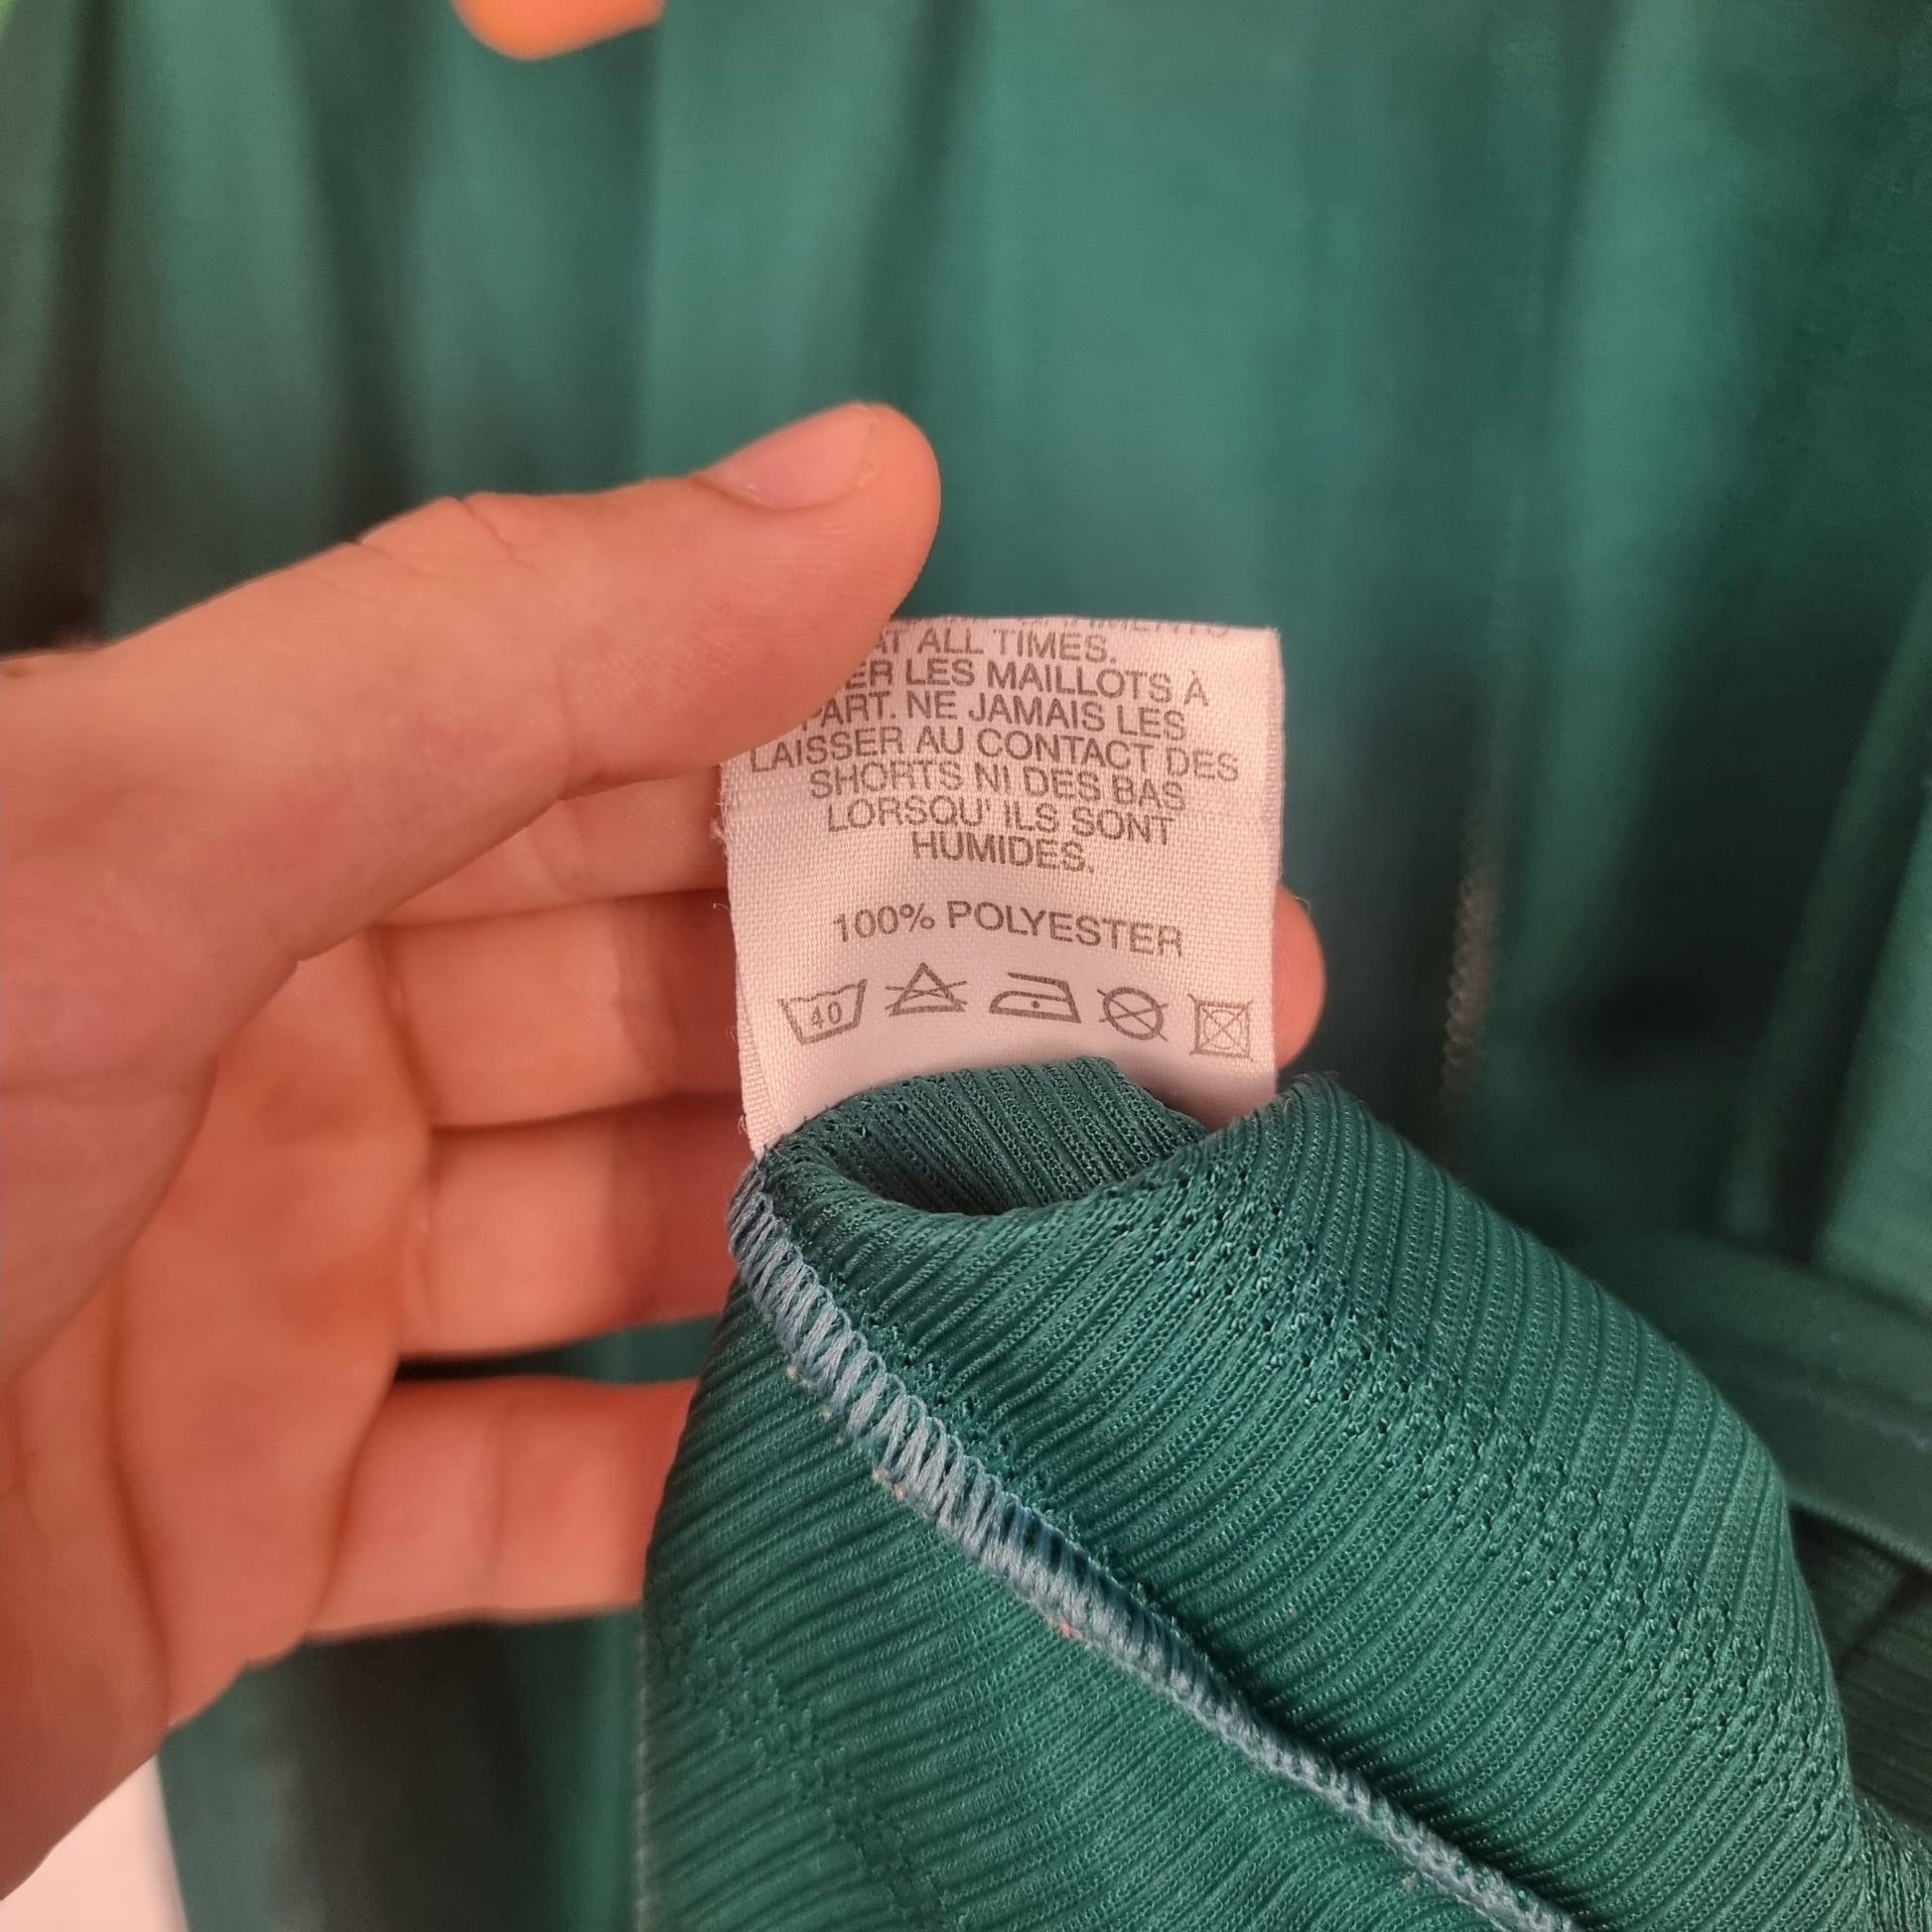 AT ALL TIMES.
ER LES MAILLOTS À
PART. NE JAMAIS LES
LAISSER AU CONTACT DES
SHORTS NI DES BAS
LORSQU' ILS SONT
HUMIDES.
100% POLYESTER
40